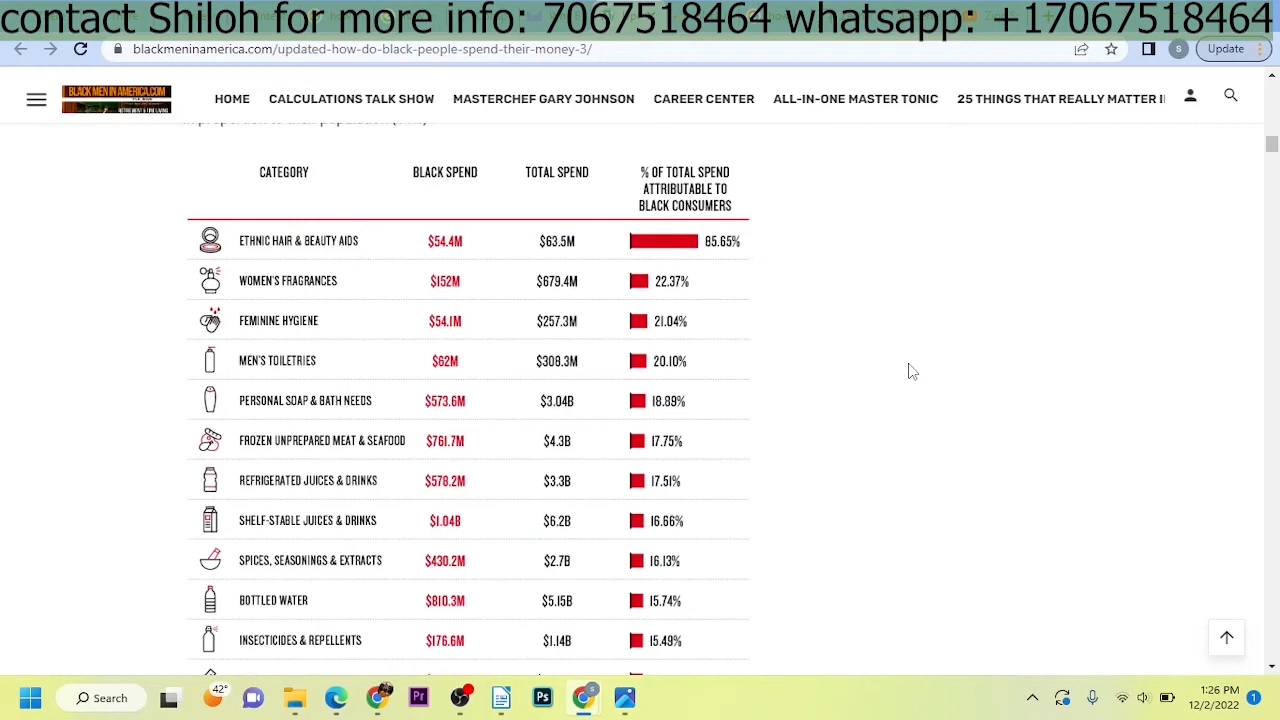 contact Shiloh for more info: 7067518464 whatsapp: +17067518464
blackmeninamerica.com/updated-how-do-black-people-spend-their-money-3/
S
Update
BLACK MEN IN AMERICA.COM
HOME CALCULATIONS TALK SHOW MASTERCHEF GARY JOHNSON CAREER CENTER ALL-IN-ONE MASTER TONIC 25 THINGS THAT REALLY MATTER I
CATEGORY BLACK SPEND TOTAL SPEND % OF TOTAL SPEND
ATTRIBUTABLE TO
BLACK CONSUMERS
ETHNIC HAIR & BEAUTY AIDS $54.4M $63.5M 85.65%
WOMEN'S FRAGRANCES $152M $679.4M 22.37%
FEMININE HYGIENE $54.1M $257.3M 21.04%
MEN'S TOILETRIES $62M $308.3M 20.10%
PERSONAL SOAP & BATH NEEDS $573.6M $3.04B 18.89%
FROZEN UNPREPARED MEAT & SEAFOOD $761.7M $4.3B 17.75%
REFRIGERATED JUICES & DRINKS $578.2M $3.3B 17.51%
SHELF-STABLE JUICES & DRINKS $1.04B $6.2B 16.66%
SPICES, SEASONINGS & EXTRACTS $430.2M $2.7B 16.13%
BOTTLED WATER $810.3M $5.15B 15.74%
INSECTICIDES & REPELLENTS $176.6M $1.14B 15.49%
Search
42°
Pr
Ps
S
1:26 PM
12/2/2022
1